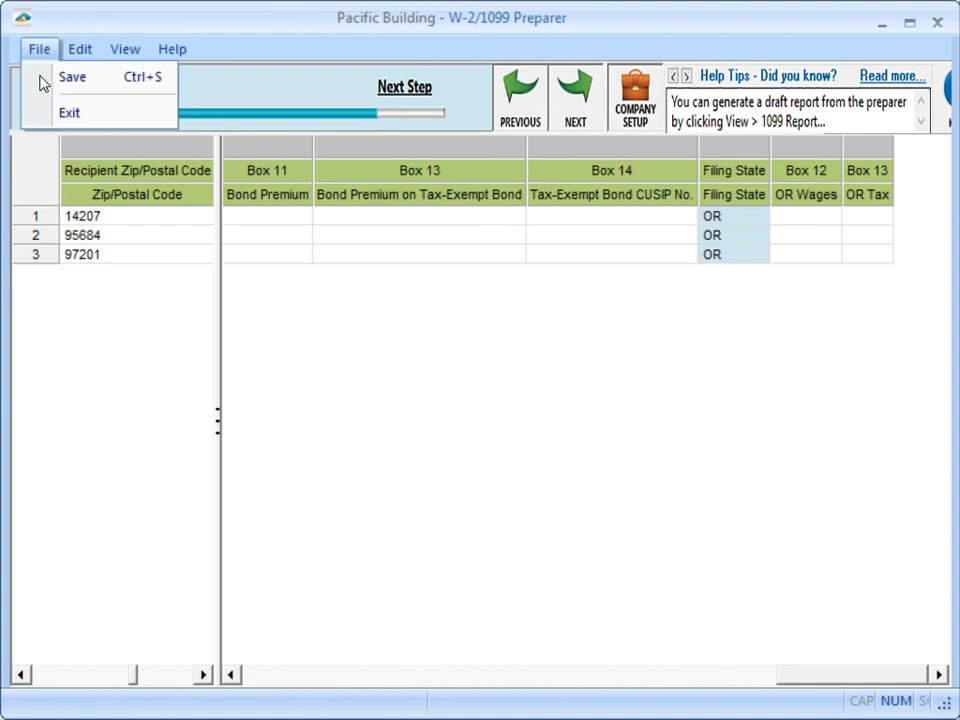 Pacific Building - W-2/1099 Preparer
File Edit View Help
Save Ctrl+S
Exit
Next Step
PREVIOUS
NEXT
COMPANY
SETUP
Help Tips - Did you know? Read more...
You can generate a draft report from the preparer
by clicking View > 1099 Report...
Recipient Zip/Postal Code Box 11 Box 13 Box 14 Filing State Box 12 Box 13
Zip/Postal Code Bond Premium Bond Premium on Tax-Exempt Bond Tax-Exempt Bond CUSIP No. Filing State OR Wages OR Tax
1 14207 OR
2 95684 OR
3 97201 OR
CAP NUM